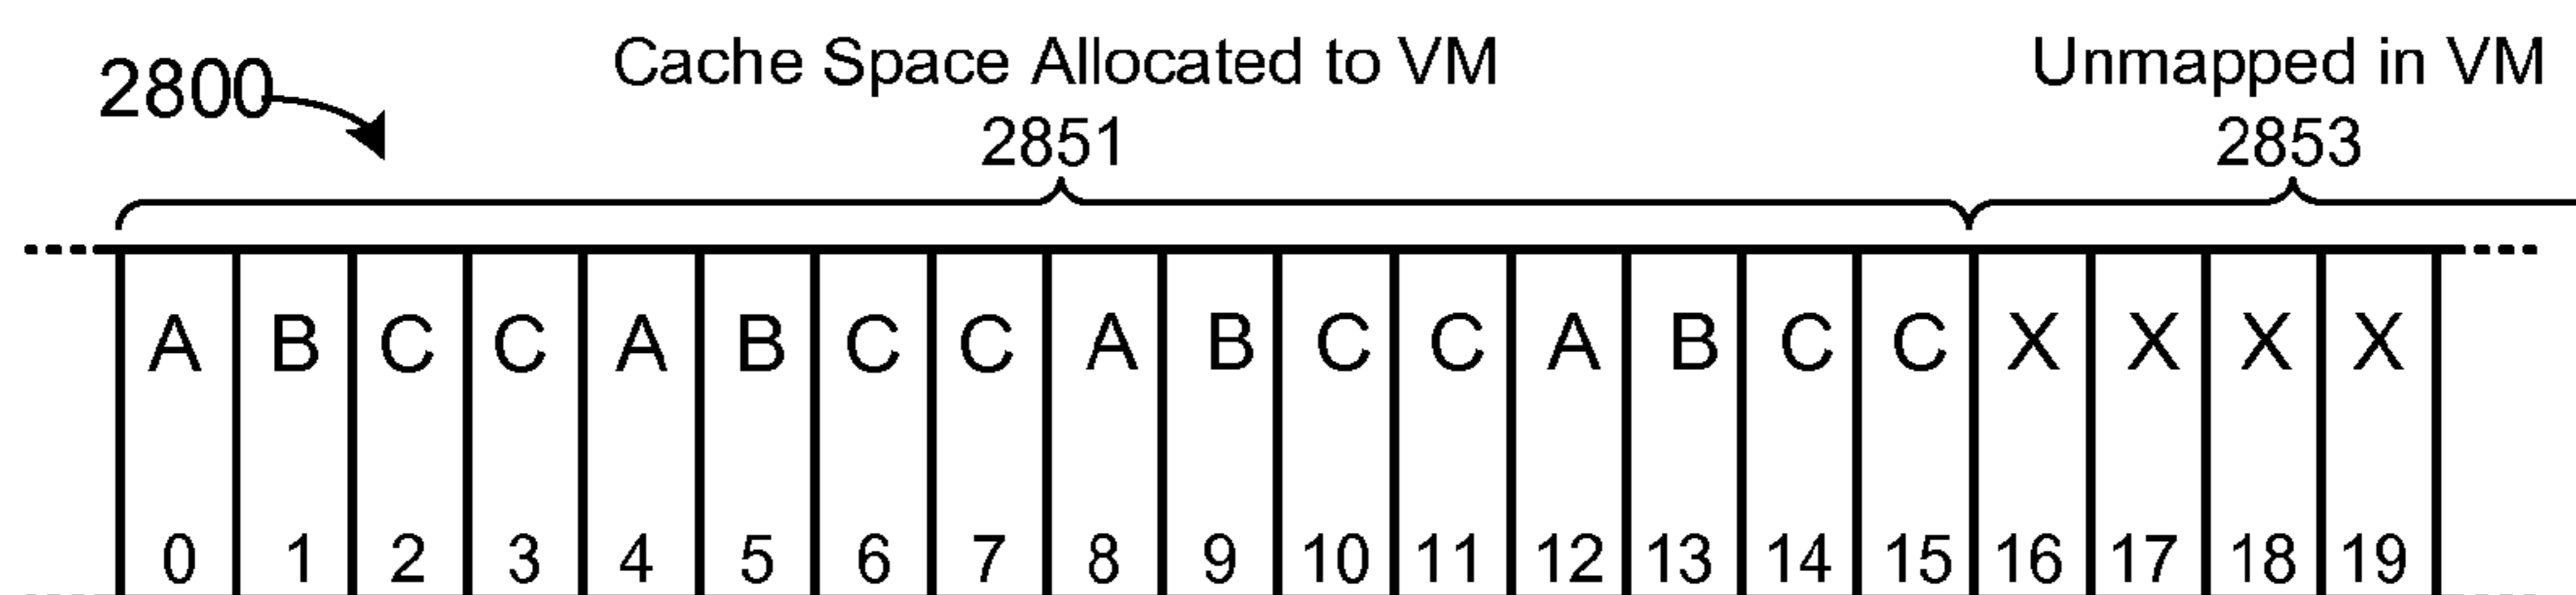 2800
Cache Space Allocated to VM
2851
Unmapped in VM
2853
A B C C A B C C A B C C A B C C X X X X
0 1 2 3 4 5 6 7 8 9 10 11 12 13 14 15 16 17 18 19